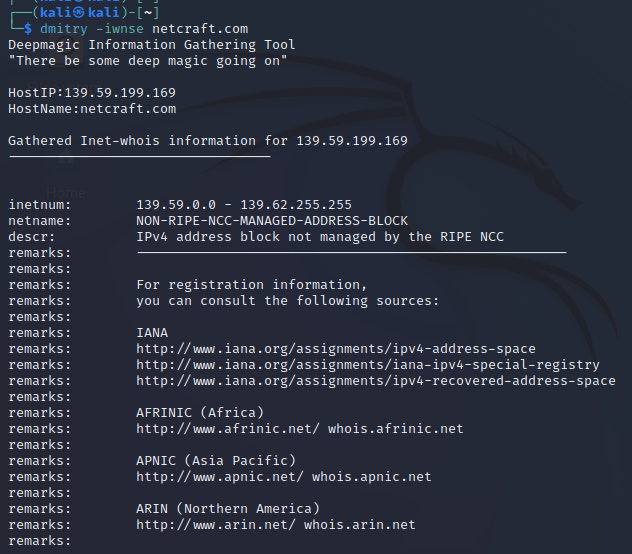 (kali㉿kali)-[~]
$ dmitry -iwnse netcraft.com
Deepmagic Information Gathering Tool
"There be some deep magic going on"
HostIP:139.59.199.169
HostName:netcraft.com
Gathered Inet-whois information for 139.59.199.169
---------------------------------
inetnum:        139.59.0.0 - 139.62.255.255
netname:        NON-RIPE-NCC-MANAGED-ADDRESS-BLOCK
descr:          IPv4 address block not managed by the RIPE NCC
remarks:        ------------------------------------------------------
remarks:
remarks:        For registration information,
remarks:        you can consult the following sources:
remarks:
remarks:        IANA
remarks:        http://www.iana.org/assignments/ipv4-address-space
remarks:        http://www.iana.org/assignments/iana-ipv4-special-registry
remarks:        http://www.iana.org/assignments/ipv4-recovered-address-space
remarks:
remarks:        AFRINIC (Africa)
remarks:        http://www.afrinic.net/ whois.afrinic.net
remarks:
remarks:        APNIC (Asia Pacific)
remarks:        http://www.apnic.net/ whois.apnic.net
remarks:
remarks:        ARIN (Northern America)
remarks:        http://www.arin.net/ whois.arin.net
remarks: